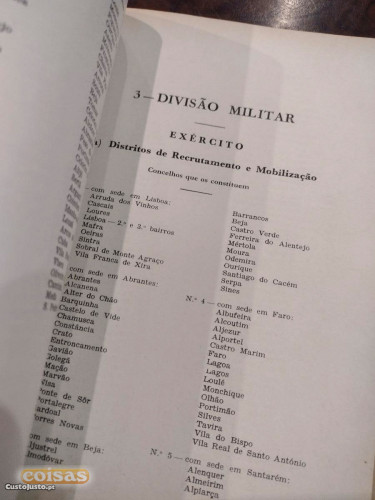 3 — DIVISÃO MILITAR
EXÉRCITO
) Distritos de Recrutamento e Mobilização
Concelhos que os constituem
— com sede em Lisboa:
Arruda dos Vinhos
Cascais
Loures
Lisboa — 2.º e 3.º bairros
Mafra
Oeiras
Sintra
Sobral de Monte Agraço
Vila Franca de Xira
com sede em Abrantes:
Abrantes
Alcanena
Alter do Chão
Barquinha
Castelo de Vide
Chamusca
Constância
Crato
Entroncamento
Gavião
Golegã
Mação
Marvão
Nisa
Ponte de Sôr
Portalegre
Sardoal
Torres Novas
com sede em Beja:
Aljustrel
Almodôvar
Barrancos
Beja
Castro Verde
Ferreira do Alentejo
Mértola
Moura
Odemira
Ourique
Santiago do Cacém
Serpa
Sines
N.º 4 — com sede em Faro:
Albufeira
Alcoutim
Aljezur
Alportel
Castro Marim
Faro
Lagoa
Lagos
Loulé
Monchique
Olhão
Portimão
Silves
Tavira
Vila do Bispo
Vila Real de Santo António
N.º 5 — com sede em Santarém:
Alenquer
Almeirim
Alpiarça
coisas
CustoJusto.pt